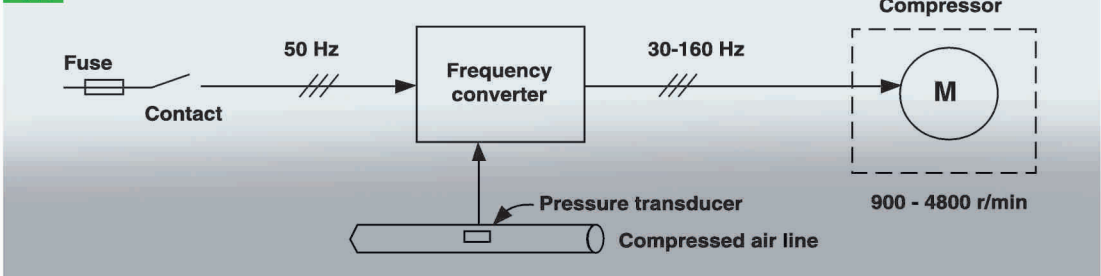 Compressor
Fuse
50 Hz
30-160 Hz
Frequency
converter
M
Contact
900 - 4800 r/min
Pressure transducer
Compressed air line